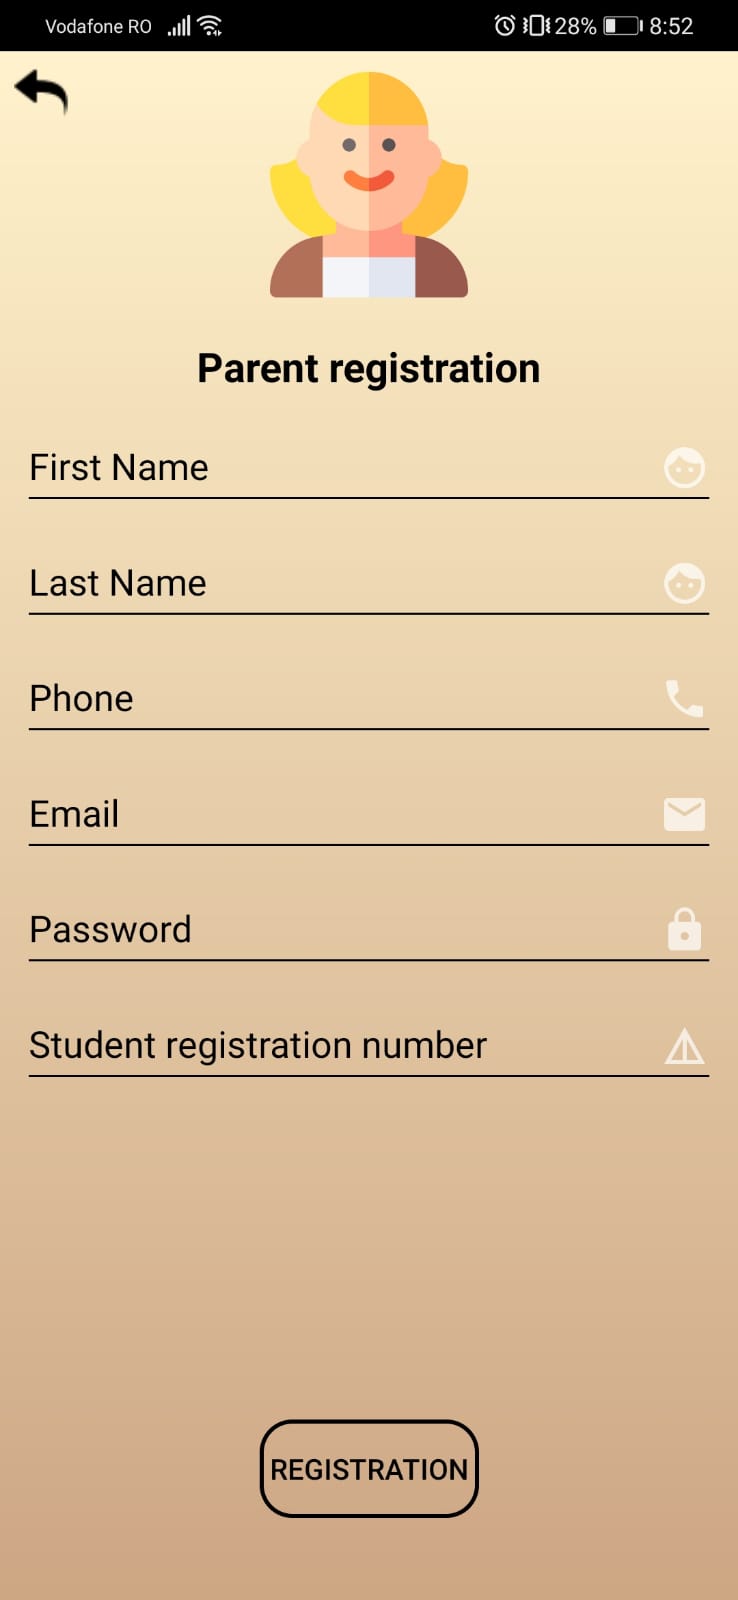 Vodafone RO 28% 8:52
Parent registration
First Name
Last Name
Phone
Email
Password
Student registration number
REGISTRATION